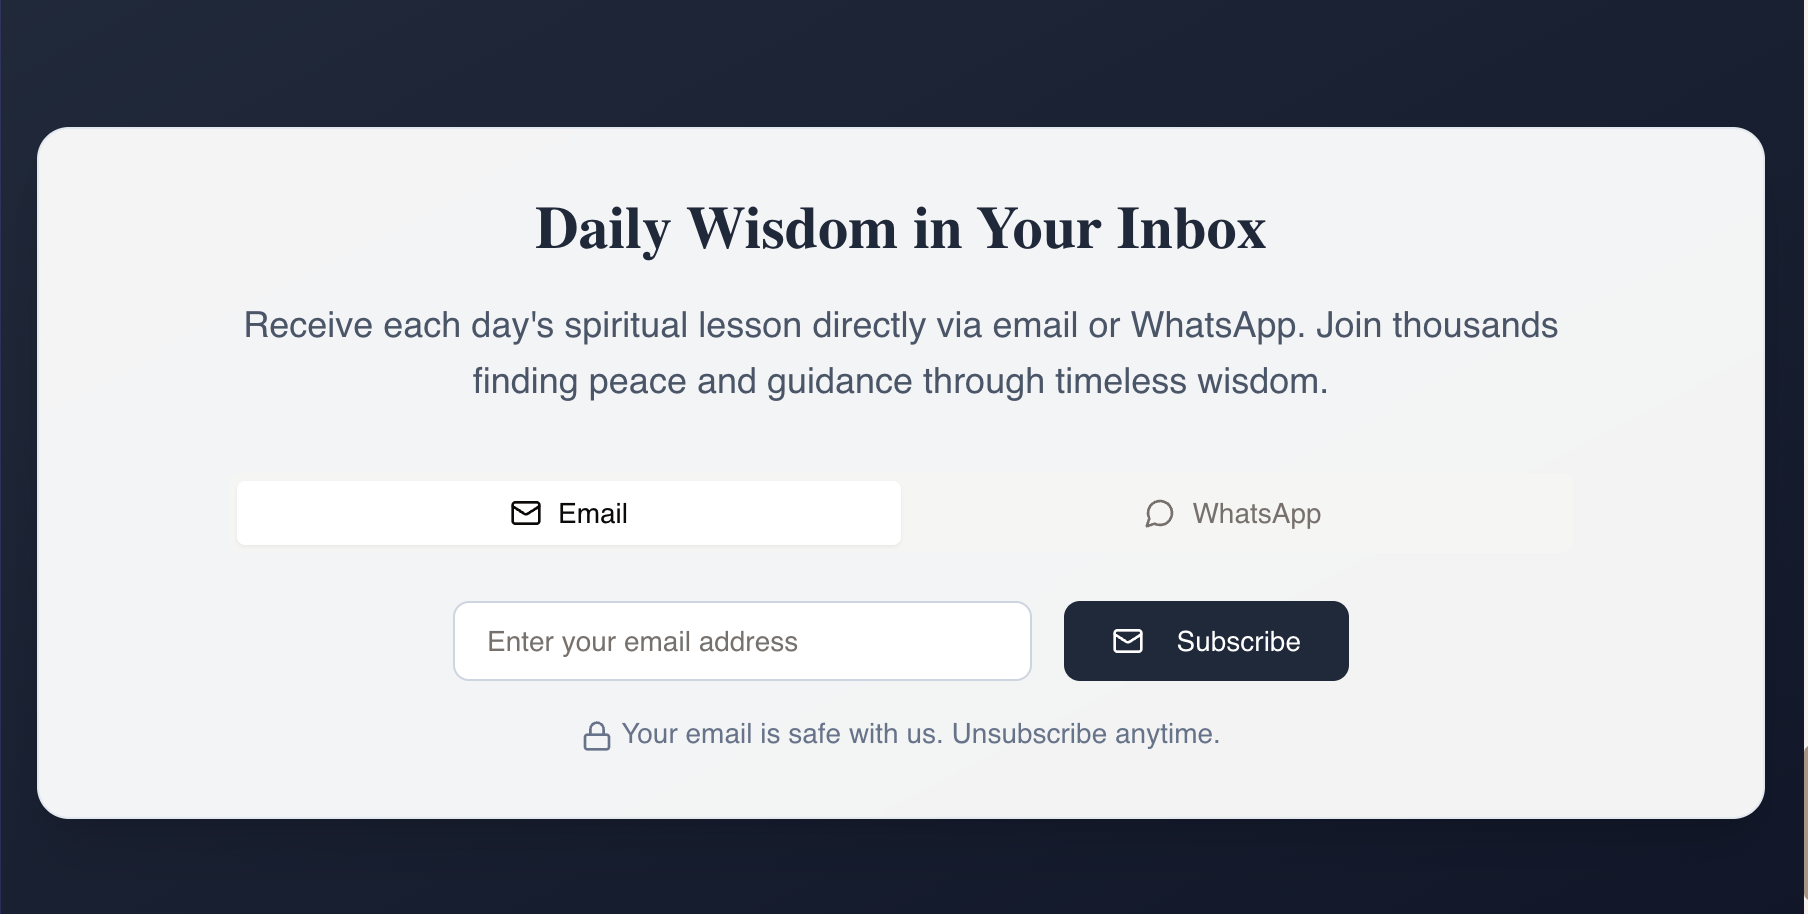 Daily Wisdom in Your Inbox
Receive each day's spiritual lesson directly via email or WhatsApp. Join thousands
finding peace and guidance through timeless wisdom.
Email
WhatsApp
Enter your email address
Subscribe
Your email is safe with us. Unsubscribe anytime.